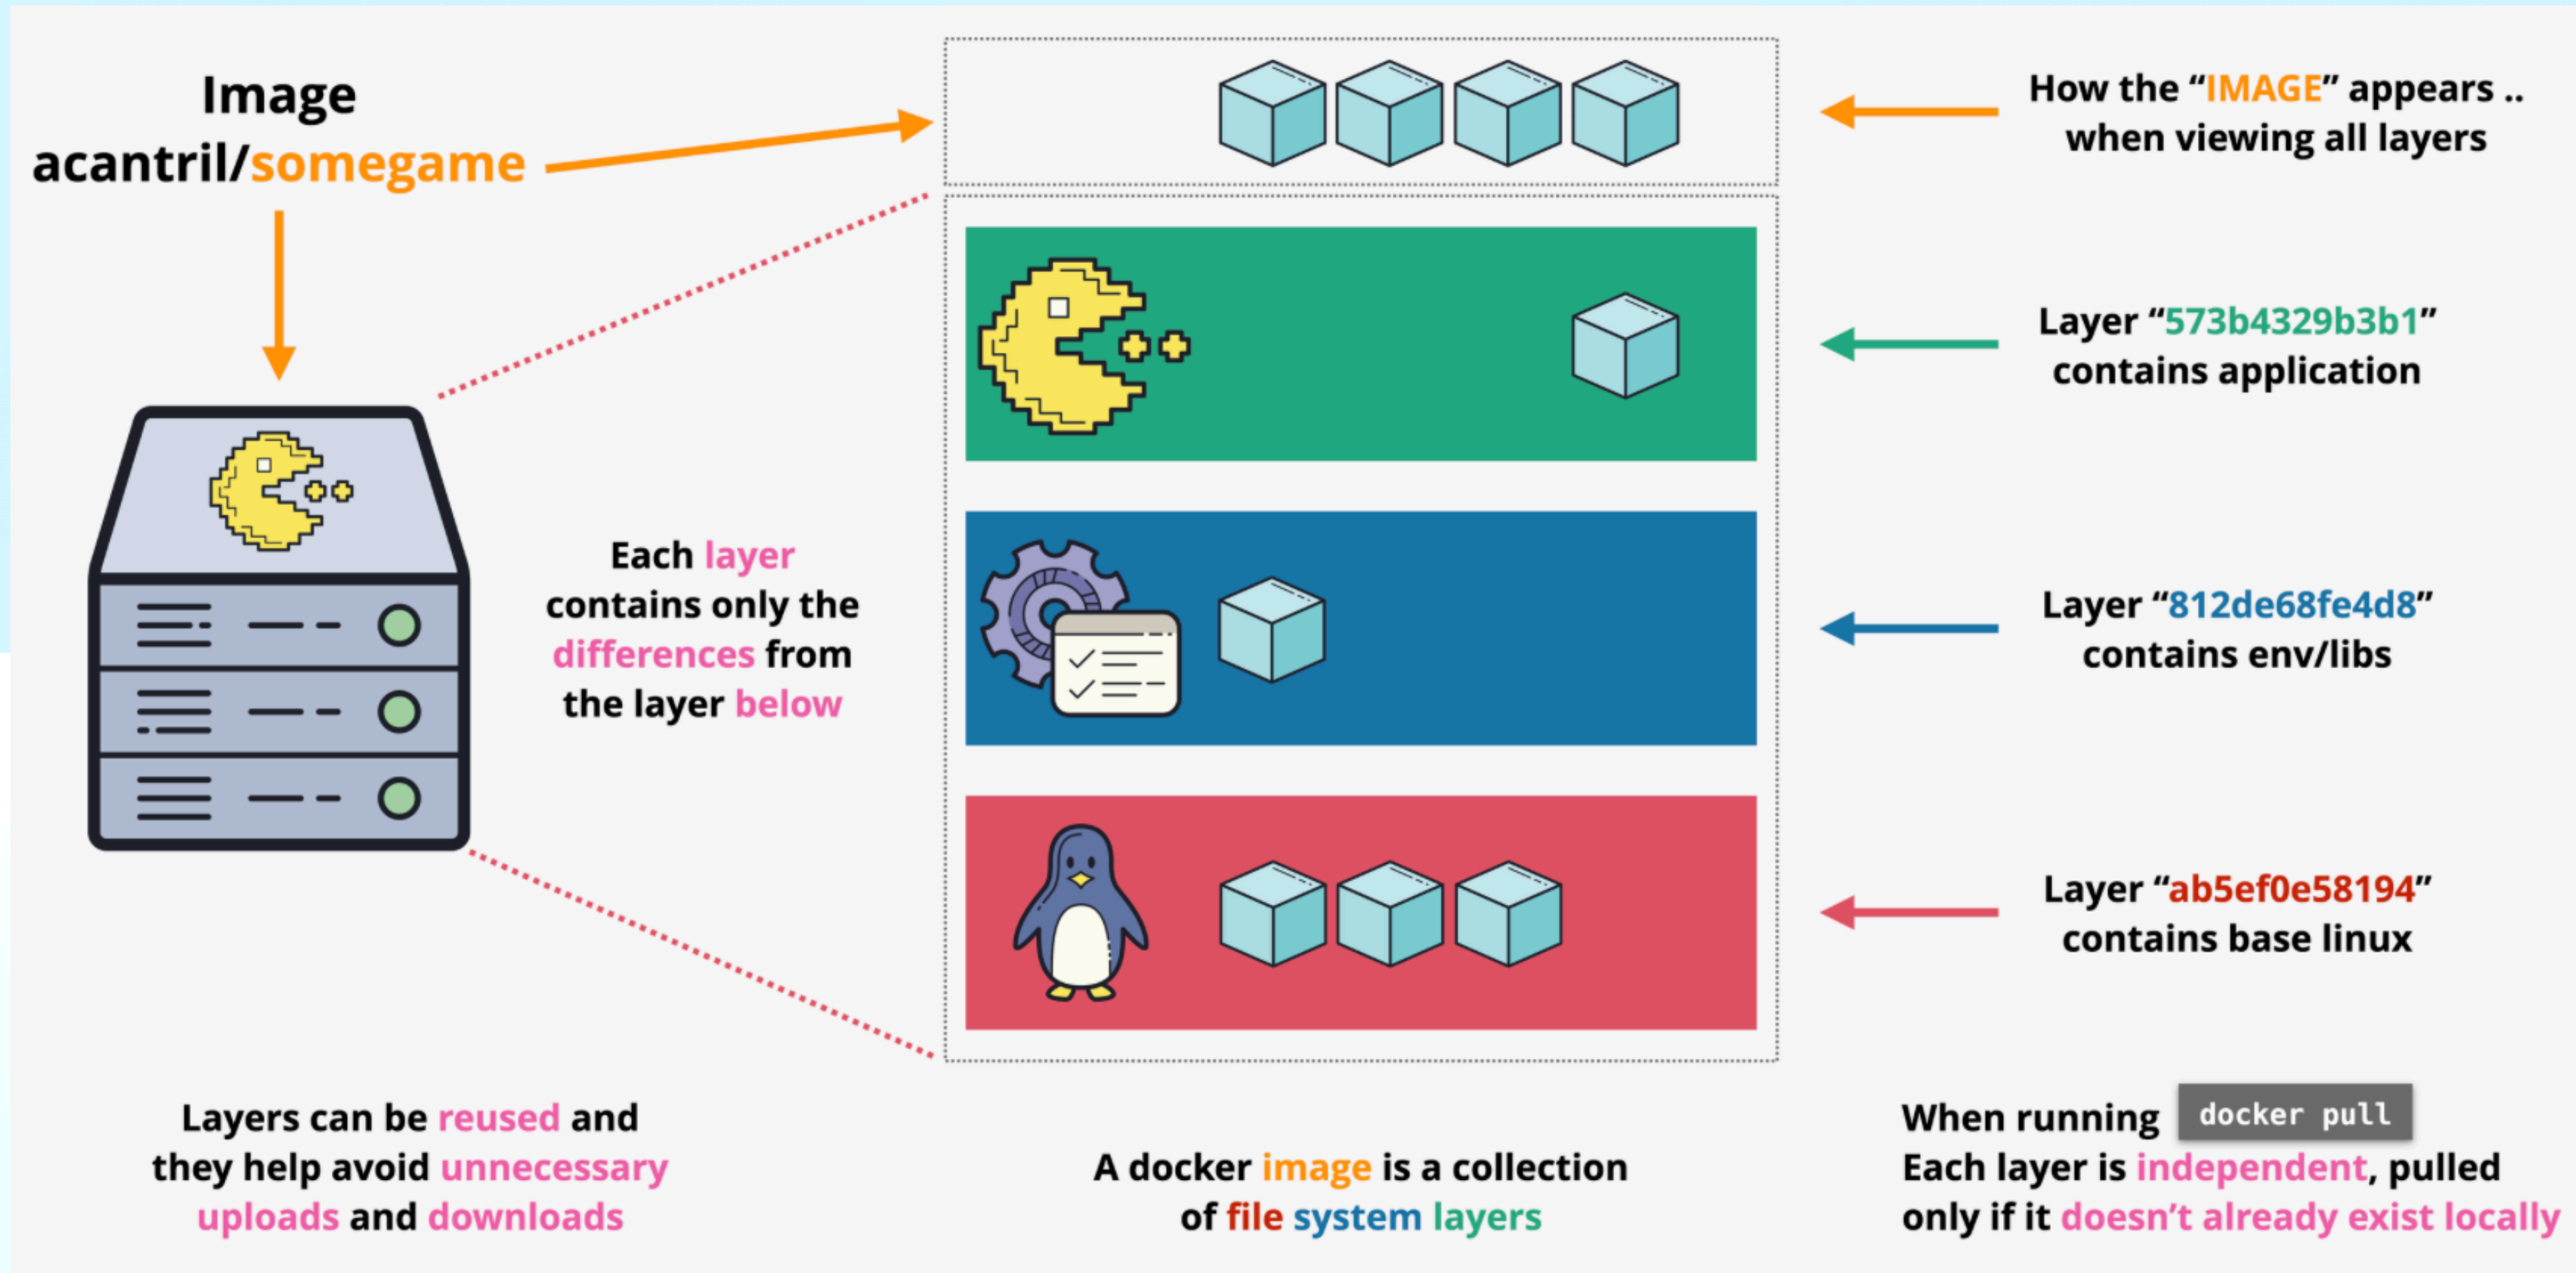 Image
acantril/somegame
How the “IMAGE” appears ..
when viewing all layers
Layer “573b4329b3b1”
contains application
Each layer
contains only the
differences from
the layer below
Layer “812de68fe4d8”
contains env/libs
Layer “ab5ef0e58194”
contains base linux
Layers can be reused and
they help avoid unnecessary
uploads and downloads
A docker image is a collection
of file system layers
When running docker pull
Each layer is independent, pulled
only if it doesn’t already exist locally